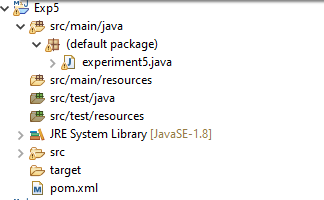 Exp5
src/main/java
(default package)
experiment5.java
src/main/resources
src/test/java
src/test/resources
JRE System Library [JavaSE-1.8]
src
target
pom.xml